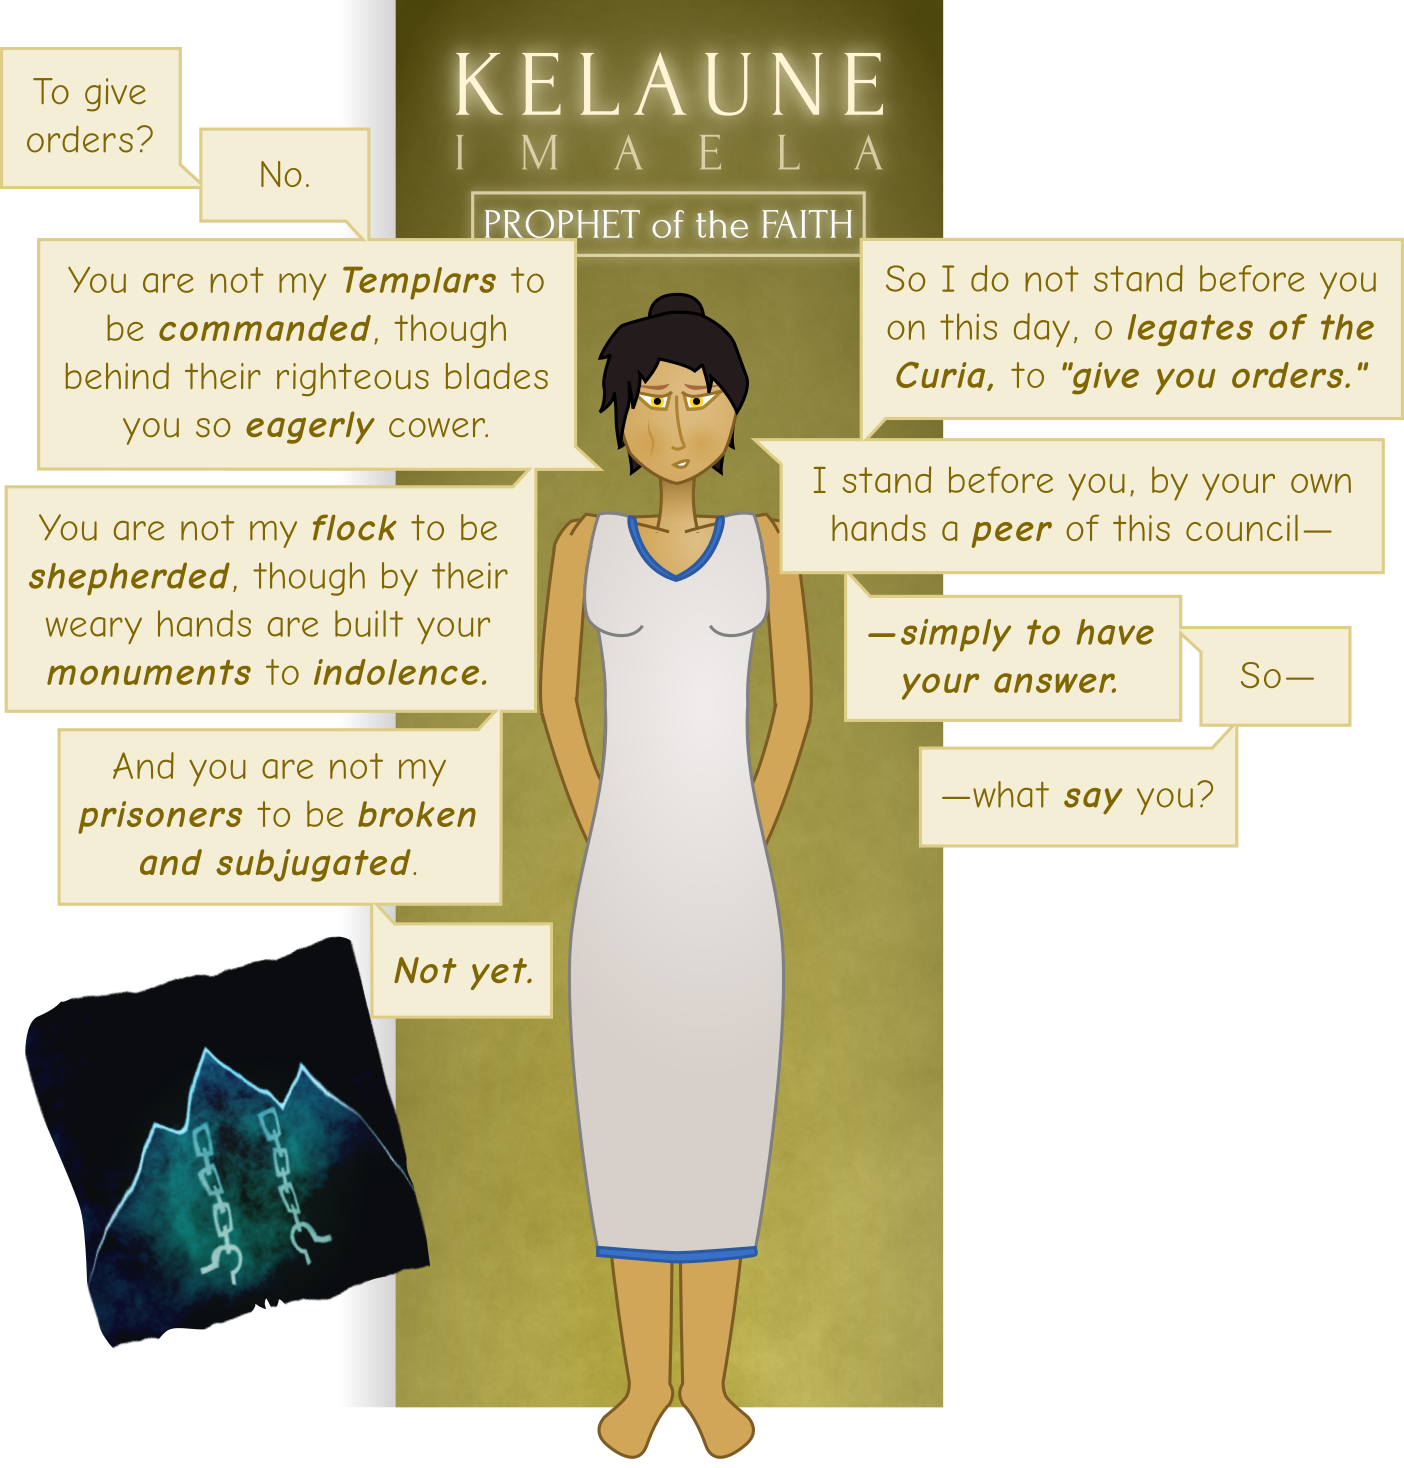 KELAUNE
IMAELA
PROPHET of the FAITH
To give
orders?
No.
You are not my Templars to
be commanded, though
behind their righteous blades
you so eagerly cower.
You are not my flock to be
shepherded, though by their
weary hands are built your
monuments to indolence.
And you are not my
prisoners to be broken
and subjugated.
Not yet.
So I do not stand before you
on this day, o legates of the
Curia, to "give you orders."
I stand before you, by your own
hands a peer of this council—
—simply to have
your answer.
So—
—what say you?